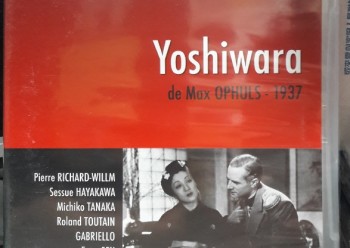 Yoshiwara
de Max OPHULS - 1937
Pierre RICHARD-WILLM
Sessue HAYAKAWA
Michiko TANAKA
Roland TOUTAIN
GABRIELLO